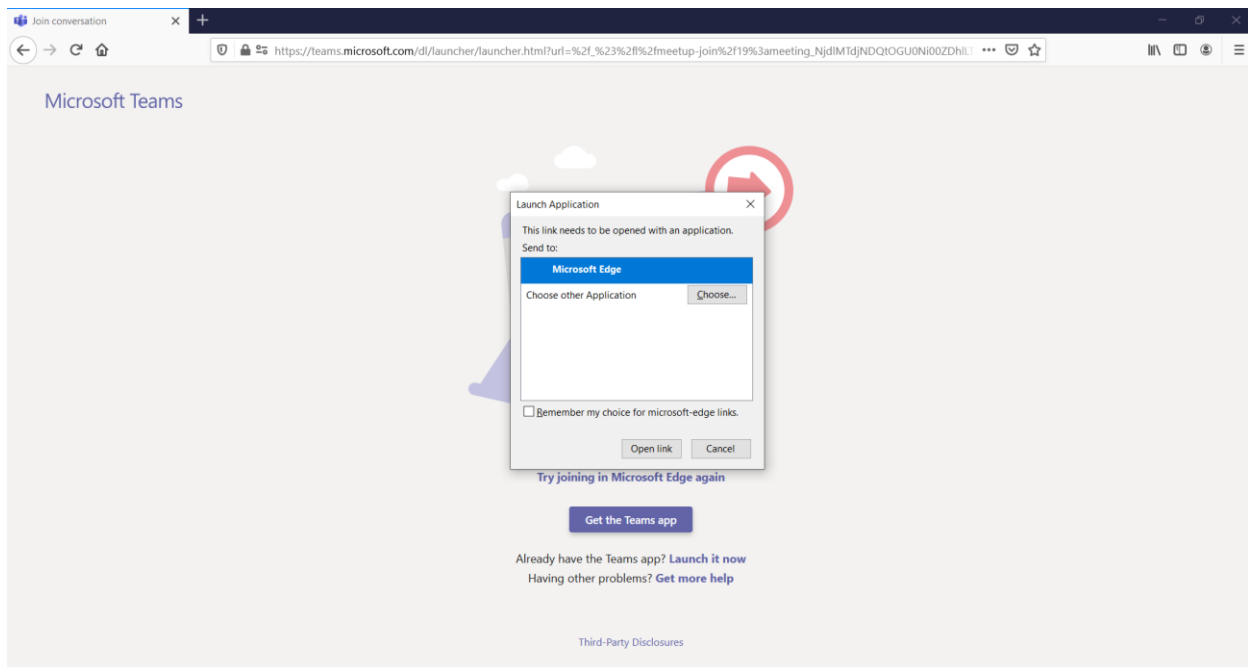 Join conversation
https://teams.microsoft.com/dl/launcher/launcher.html?url=%2f_%23%2fl%2fmeetup-join%2f19%3ameeting_NjdlMTdjNDQtOGU0Ni00ZDhlL
Microsoft Teams
Launch Application
This link needs to be opened with an application.
Send to:
Microsoft Edge
Choose other Application
Choose...
Remember my choice for microsoft-edge links.
Open link Cancel
Try joining in Microsoft Edge again
Get the Teams app
Already have the Teams app? Launch it now
Having other problems? Get more help
Third-Party Disclosures